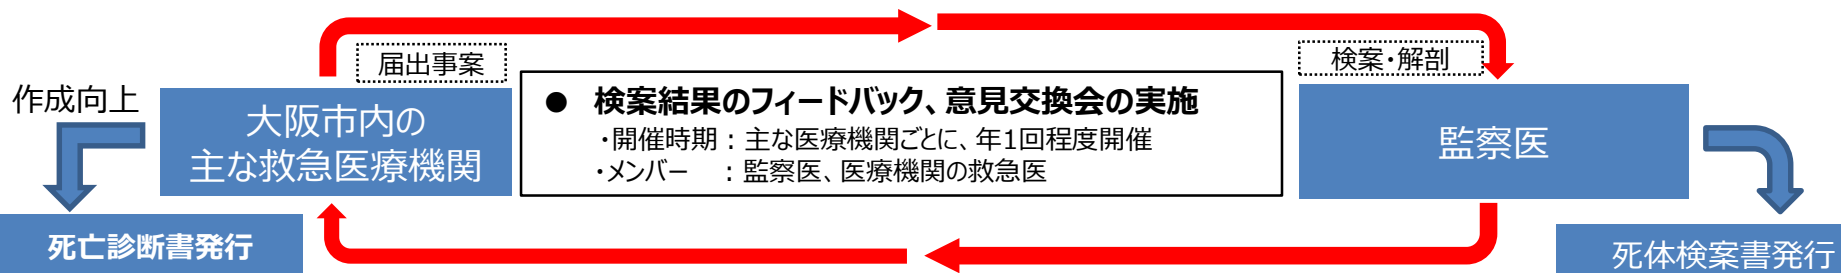 届出事案
検案・解剖
作成向上
大阪市内の
主な救急医療機関
● 検案結果のフィードバック、意見交換会の実施
・開催時期：主な医療機関ごとに、年1回程度開催
・メンバー　：監察医、医療機関の救急医
監察医
死亡診断書発行
死体検案書発行